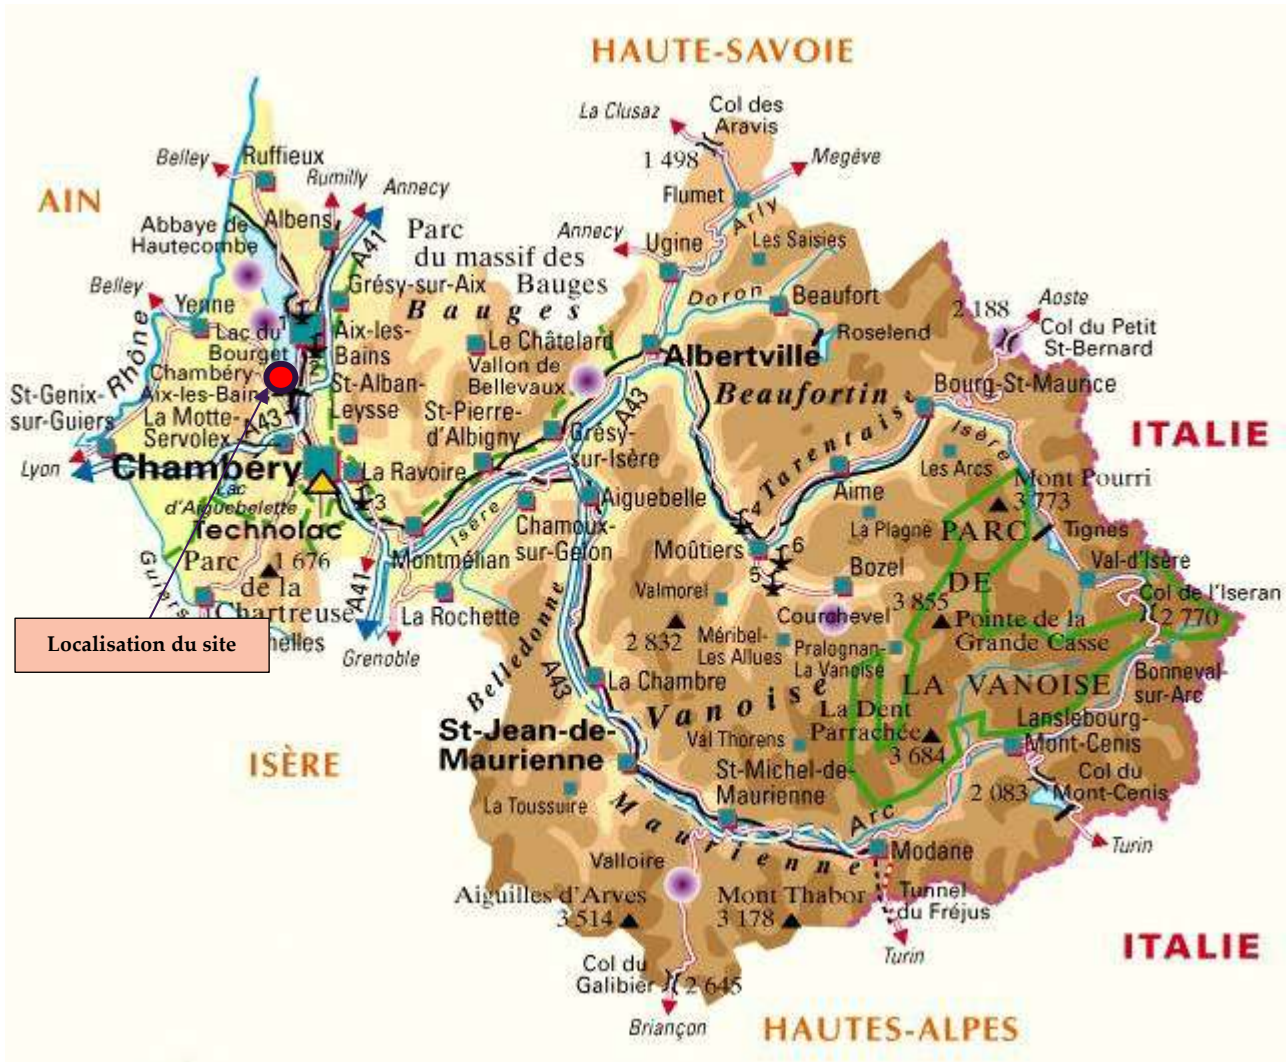 HAUTE-SAVOIE
La Clusaz
Col des
Aravis
1 498
Megève
Belley
Ruffieux
Rumilly
Annecy
Flumet
AIN
Abbaye de
Hautecombe
Albens
A41
Parc
du massif des
Bauges
Arly
Annecy
Ugine
Les Saisies
Belley
Yenne
Grésy-sur-Aix
Bauges
Doron
Beaufort
2 188
Aoste
Col du Petit
St-Bernard
Rhône
Lac du
Bourget
1
2
Aix-les-
Bains
Le Châtelard
Vallon de
Bellevaux
Albertville
Roselend
St-Genix-
sur-Guiers
Chambéry-
Aix-les-Bains
St-Alban-
Leysse
St-Pierre-
d'Albigny
A43
Beaufortin
Bourg-St-Maurice
La Motte-
Servolex
A43
Grésy-
sur-Isère
Tarentaise
Isère
ITALIE
Lyon
Chambéry
La Ravoire
Aiguebelle
Aime
Les Arcs
Mont Pourri
3 773
Lac
d'Aiguebelette
3
Isère
Chamoux-
sur-Gelon
4
La Plagne
PARC
Tignes
Technolac
Parc
de la
Chartreuse
1 676
Guiers
A41
Montmélian
Moûtiers
5
6
Bozel
DE
Val-d'Isère
Col de l'Iseran
2 770
Localisation du site
helles
La Rochette
Grenoble
Belledonne
Valmorel
2 832
Méribel-
Les Allues
Courchevel
3 855
Pointe de la
Grande Casse
Pralognan-
La Vanoise
A43
La Chambre
Vanoise
LA VANOISE
Bonneval-
sur-Arc
La Dent
Parrachée
3 684
Lanslebourg-
Mont-Cenis
St-Jean-de-
Maurienne
Val Thorens
ISÈRE
St-Michel-de-
Maurienne
Col du
Mont-Cenis
2 083
La Toussuire
Maurienne
Arc
Turin
Valloire
Modane
Aiguilles d'Arves
3 514
Mont Thabor
3 178
Tunnel
du Fréjus
ITALIE
Turin
Col du
Galibier
2 645
Briançon
HAUTES-ALPES